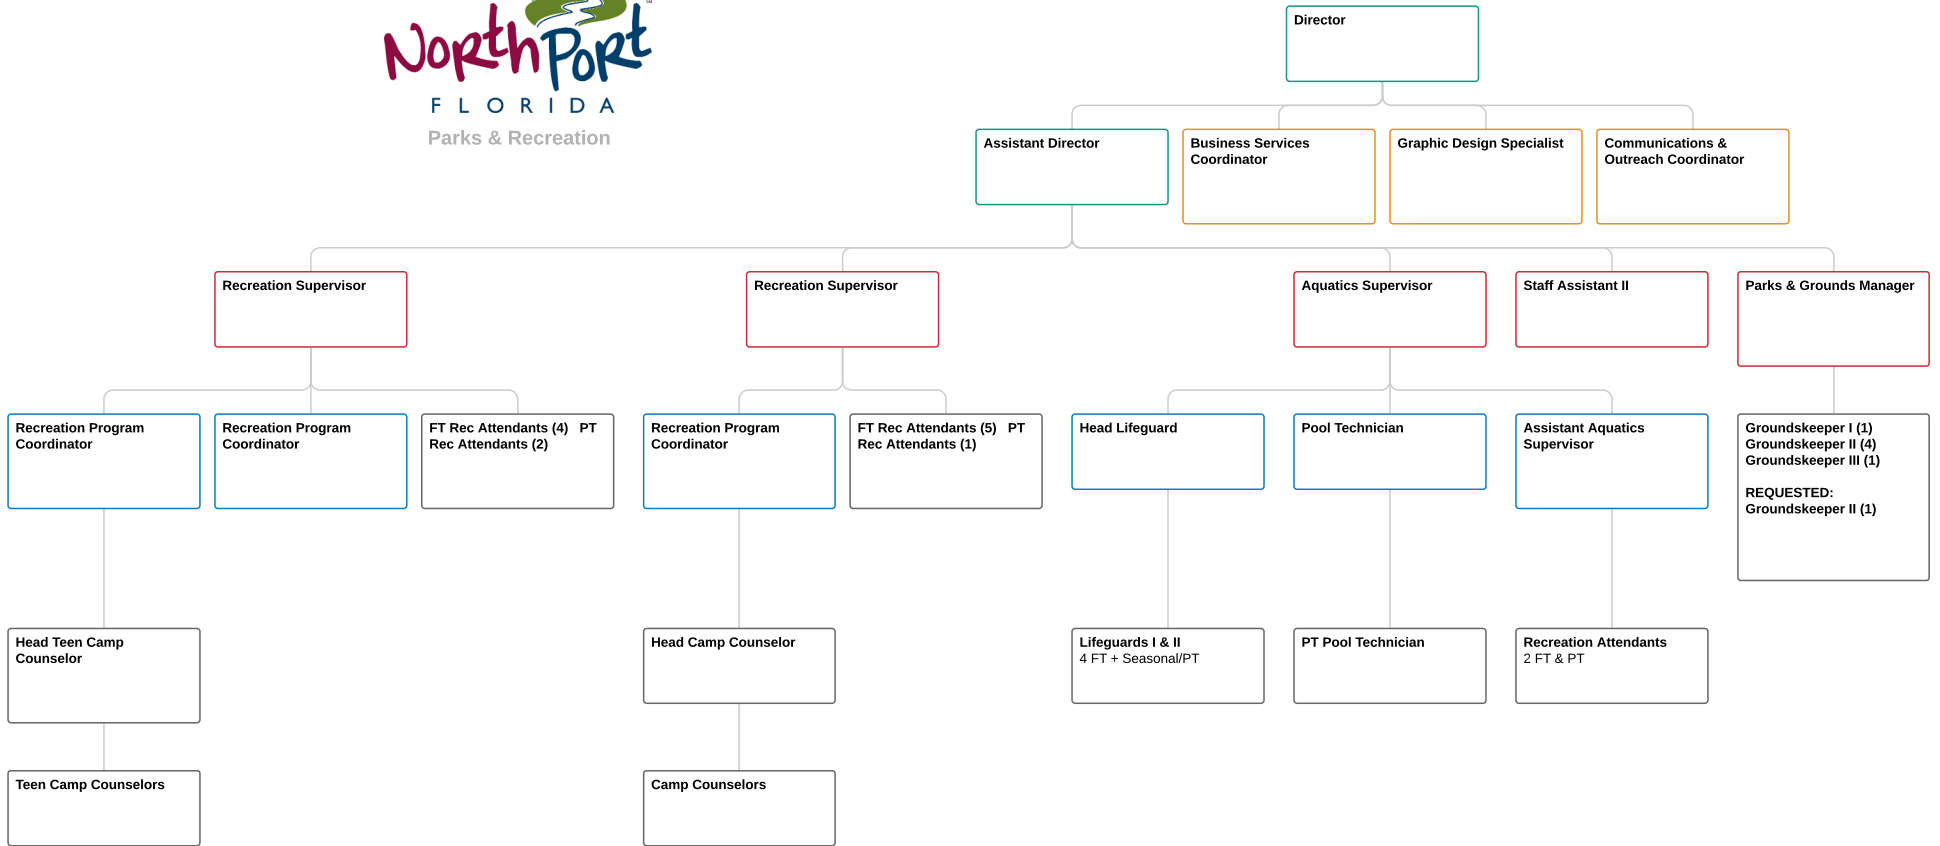 North Port
FLORIDA
Parks & Recreation
Director
Assistant Director
Business Services
Coordinator
Graphic Design Specialist
Communications &
Outreach Coordinator
Recreation Supervisor
Recreation Supervisor
Aquatics Supervisor
Staff Assistant II
Parks & Grounds Manager
Recreation Program
Coordinator
Recreation Program
Coordinator
FT Rec Attendants (4)   PT
Rec Attendants (2)
Recreation Program
Coordinator
FT Rec Attendants (5)   PT
Rec Attendants (1)
Head Lifeguard
Pool Technician
Assistant Aquatics
Supervisor
Groundskeeper I (1)
Groundskeeper II (4)
Groundskeeper III (1)
REQUESTED:
Groundskeeper II (1)
Head Teen Camp
Counselor
Head Camp Counselor
Lifeguards I & II
4 FT + Seasonal/PT
PT Pool Technician
Recreation Attendants
2 FT & PT
Teen Camp Counselors
Camp Counselors